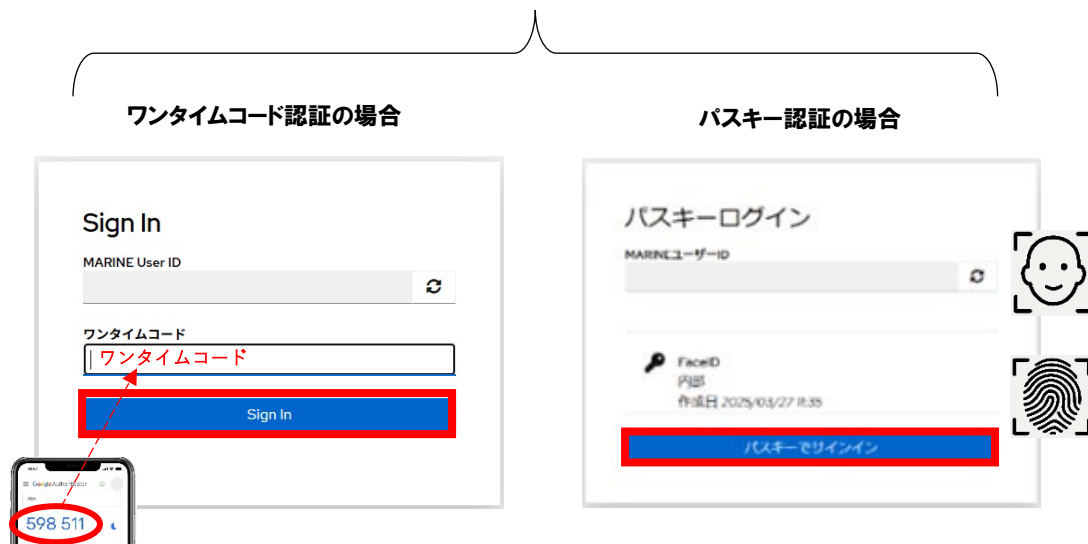 ワンタイムコード認証の場合
パスキー認証の場合
Sign In
MARINE User ID
ワンタイムコード
ワンタイムコード
Sign In
Google Authenticator
598 511
パスキーログイン
MARINEユーザーID
FaceID
内部
作成日 2025/03/27 11:35
パスキーでサインイン